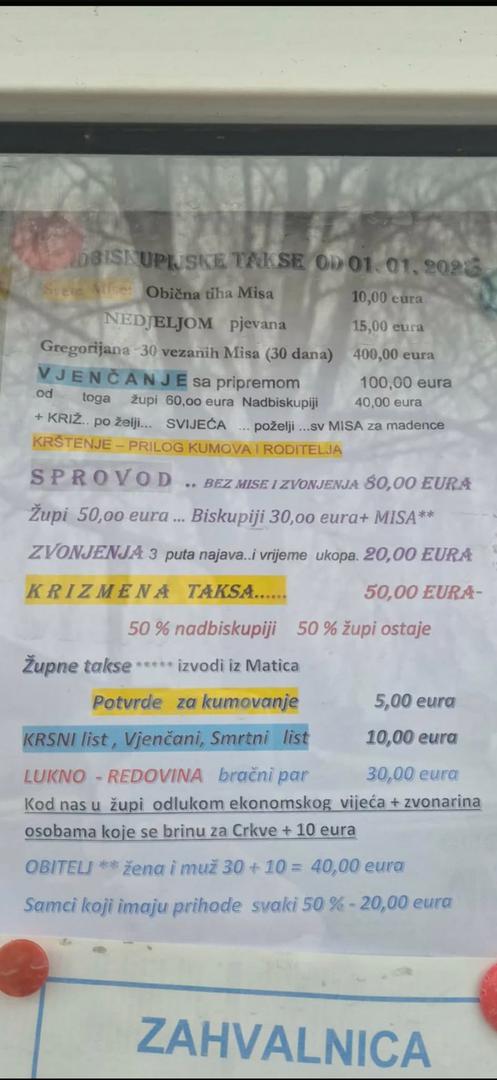 NADBISKUPIJSKE TAKSE OD 01. 01. 2023
Svete Mise: Obična tiha Misa 10,00 eura
NEDJELJOM pjevana 15,00 eura
Gregorijana -30 vezanih Misa (30 dana) 400,00 eura
VJENČANJE sa pripremom 100,00 eura
od toga župi 60,oo eura Nadbiskupiji 40,00 eura
+ KRIŽ.. po želji... SVIJEĆA ... poželji ...sv MISA za madence
KRŠTENJE – PRILOG KUMOVA I RODITELJA
SPROVOD .. BEZ MISE I ZVONJENJA 80,00 EURA
Župi 50,oo eura ... Biskupiji 30,oo eura+ MISA**
ZVONJENJA 3 puta najava..i vrijeme ukopa. 20,00 EURA
KRIZMENA TAKSA...... 50,00 EURA-
50 % nadbiskupiji 50 % župi ostaje
Župne takse ***** izvodi iz Matica
Potvrde za kumovanje 5,00 eura
KRSNI list , Vjenčani, Smrtni list 10,00 eura
LUKNO - REDOVINA bračni par 30,00 eura
Kod nas u župi odlukom ekonomskog vijeća + zvonarina
osobama koje se brinu za Crkve + 10 eura
OBITELJ ** žena i muž 30 + 10 = 40,00 eura
Samci koji imaju prihode svaki 50 % - 20,00 eura
ZAHVALNICA